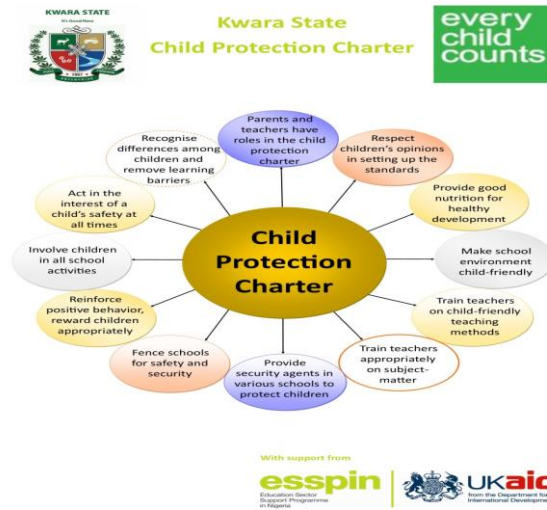 KWARA STATE
It's Good News
1967
Kwara State
Child Protection Charter
every
child
counts
Parents and
teachers have
roles in the child
protection
charter
Respect
children's opinions
in setting up the
standards
Provide good
nutrition for
healthy
development
Make school
environment
child-friendly
Train teachers
on child-friendly
teaching
methods
Train teachers
appropriately
on subject-
matter
Provide
security agents in
various schools to
protect children
Fence schools
for safety and
security
Reinforce
positive behavior,
reward children
appropriately
Involve children
in all school
activities
Act in the
interest of a
child's safety at
all times
Recognise
differences among
children and
remove learning
barriers
Child
Protection
Charter
With support from
esspin
Education Sector
Support Programme
in Nigeria
UKaid
from the Department for
International Development